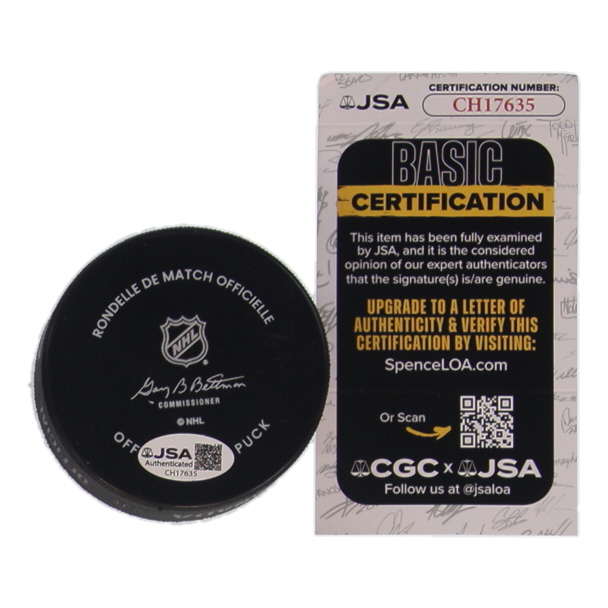 RONDELLE DE MATCH OFFICIELLE
NHL
Gary B Bettman
COMMISSIONER
© NHL
OFF
PUCK
JSA
Authenticated
CH17635
JSA
CERTIFICATION NUMBER:
CH17635
BASIC
CERTIFICATION
This item has been fully examined
by JSA, and it is the considered
opinion of our expert authenticators
that the signature(s) is/are genuine.
UPGRADE TO A LETTER OF
AUTHENTICITY & VERIFY THIS
CERTIFICATION BY VISITING:
SpenceLOA.com
Or Scan
CGC x JSA
Follow us at @jsaloa